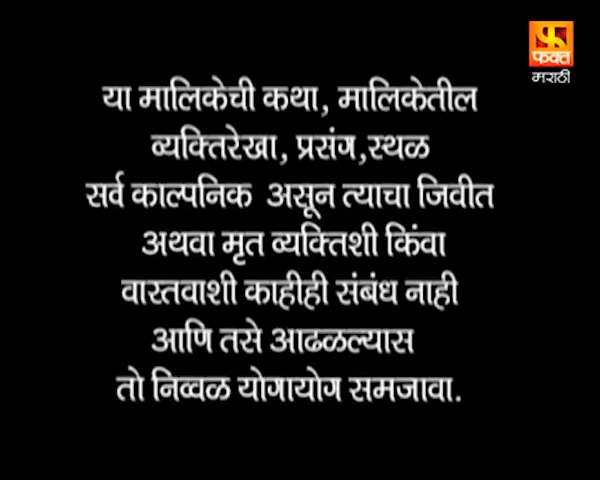 फक्त
मराठी
या मालिकेची कथा, मालिकेतील
व्यक्तिरेखा, प्रसंग,स्थळ
सर्व काल्पनिक असून त्याचा जिवीत
अथवा मृत व्यक्तिशी किंवा
वास्तवाशी काहीही संबंध नाही
आणि तसे आढळल्यास
तो निव्वळ योगायोग समजावा.